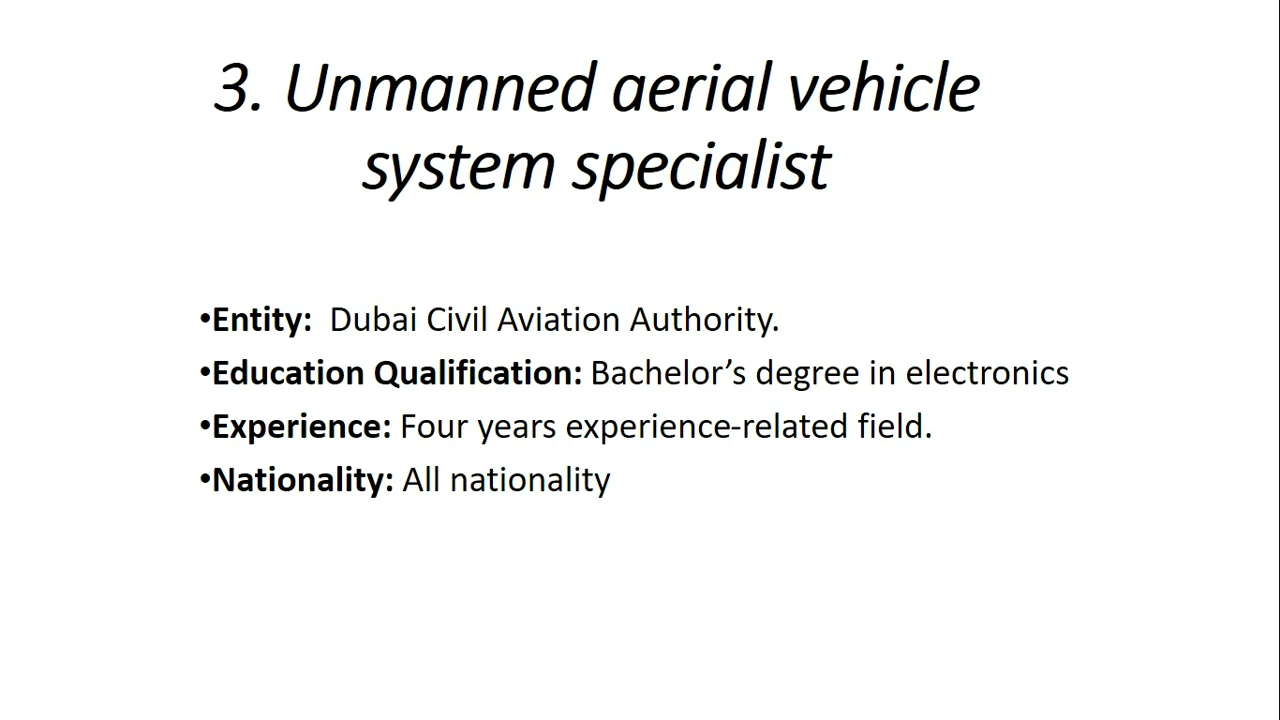 3. Unmanned aerial vehicle
system specialist
•Entity:  Dubai Civil Aviation Authority.
•Education Qualification: Bachelor’s degree in electronics
•Experience: Four years experience-related field.
•Nationality: All nationality